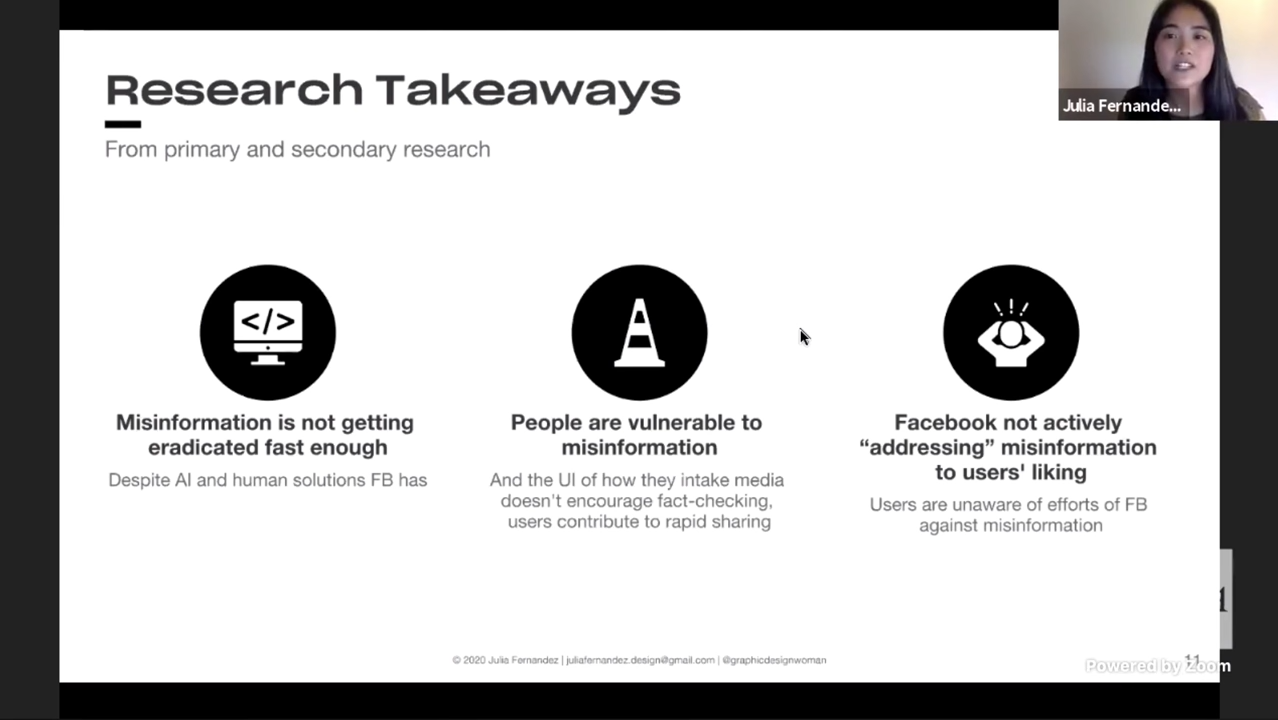 Research Takeaways
From primary and secondary research
Julia Fernande...
</>
Misinformation is not getting
eradicated fast enough
Despite AI and human solutions FB has
People are vulnerable to
misinformation
And the UI of how they intake media
doesn't encourage fact-checking,
users contribute to rapid sharing
Facebook not actively
“addressing” misinformation
to users' liking
Users are unaware of efforts of FB
against misinformation
© 2020 Julia Fernandez | juliafernandez.design@gmail.com | @graphicdesignwoman
11
Powered by Zoom